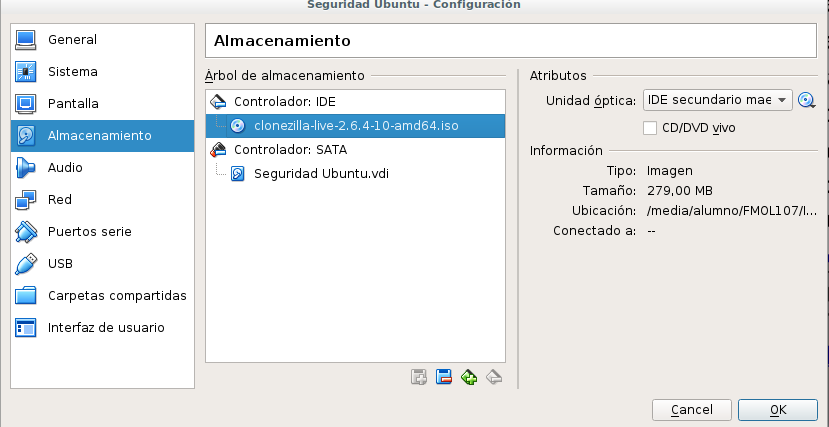 Seguridad Ubuntu - Configuración
General
Sistema
Pantalla
Almacenamiento
Audio
Red
Puertos serie
USB
Carpetas compartidas
Interfaz de usuario
Almacenamiento
Árbol de almacenamiento
Controlador: IDE
clonezilla-live-2.6.4-10-amd64.iso
Controlador: SATA
Seguridad Ubuntu.vdi
Atributos
Unidad óptica: IDE secundario mae
CD/DVD vivo
Información
Tipo: Imagen
Tamaño: 279,00 MB
Ubicación: /media/alumno/FMOL107/I...
Conectado a: --
Cancel
OK